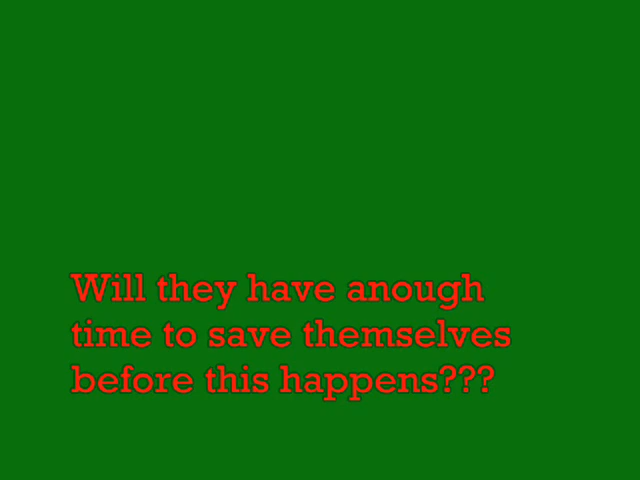 Will they have anough
time to save themselves
before this happens???